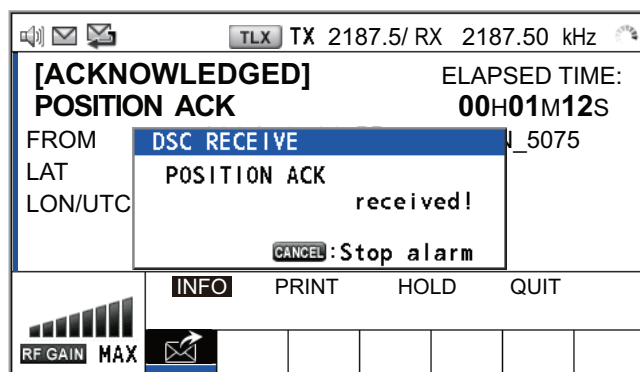 TLX TX 2187.5/ RX 2187.50 kHz
[ACKNOWLEDGED] ELAPSED TIME:
POSITION ACK 00H01M12S
FROM N_5075
LAT
LON/UTC
DSC RECEIVE
POSITION ACK
received!
CANCEL:Stop alarm
INFO PRINT HOLD QUIT
RF GAIN MAX